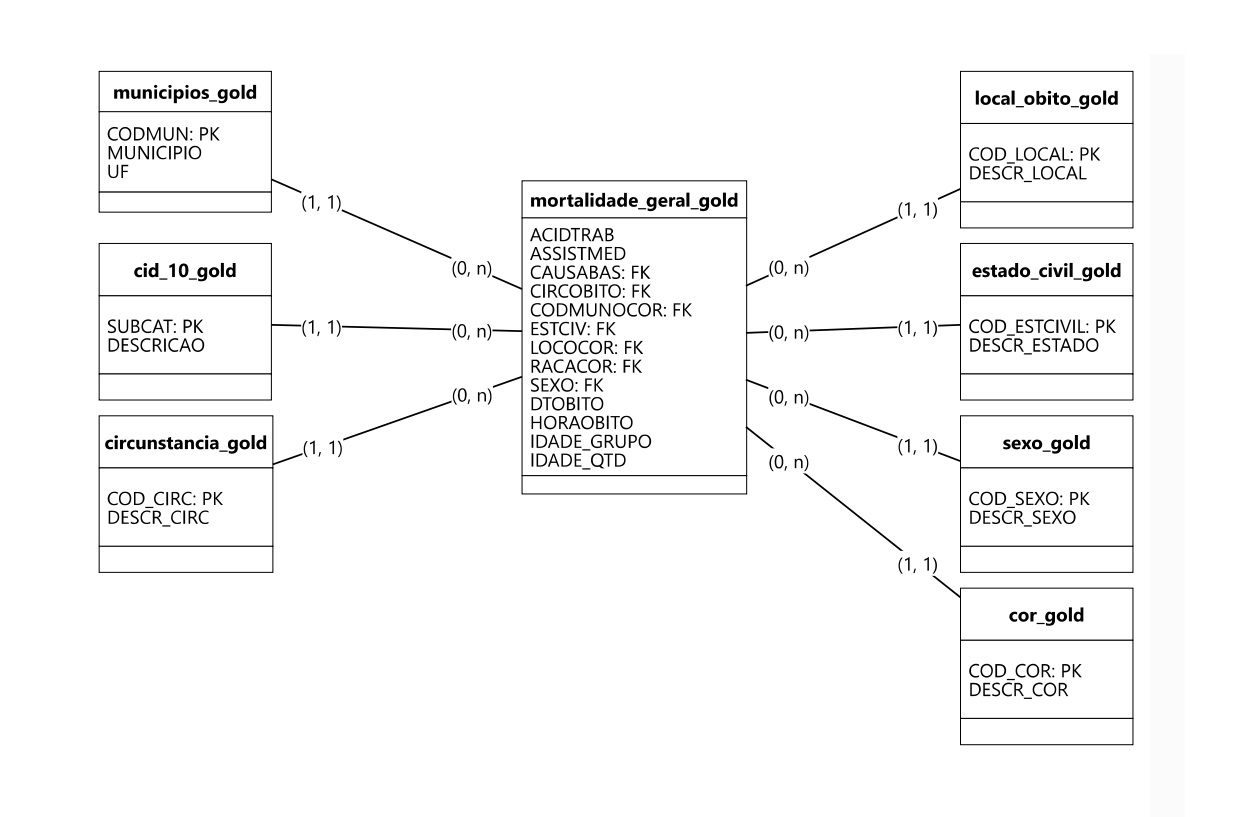 municipios_gold
CODMUN: PK
MUNICIPIO
UF
(1, 1)
(0, n)
cid_10_gold
SUBCAT: PK
DESCRICAO
(1, 1)
(0, n)
circunstancia_gold
COD_CIRC: PK
DESCR_CIRC
(1, 1)
(0, n)
mortalidade_geral_gold
ACIDTRAB
ASSISTMED
CAUSABAS: FK
CIRCOBITO: FK
CODMUNOCOR: FK
ESTCIV: FK
LOCOCOR: FK
RACACOR: FK
SEXO: FK
DTOBITO
HORAOBITO
IDADE_GRUPO
IDADE_QTD
local_obito_gold
COD_LOCAL: PK
DESCR_LOCAL
(1, 1)
(0, n)
estado_civil_gold
COD_ESTCIVIL: PK
DESCR_ESTADO
(1, 1)
(0, n)
sexo_gold
COD_SEXO: PK
DESCR_SEXO
(1, 1)
(0, n)
cor_gold
COD_COR: PK
DESCR_COR
(1, 1)
(0, n)